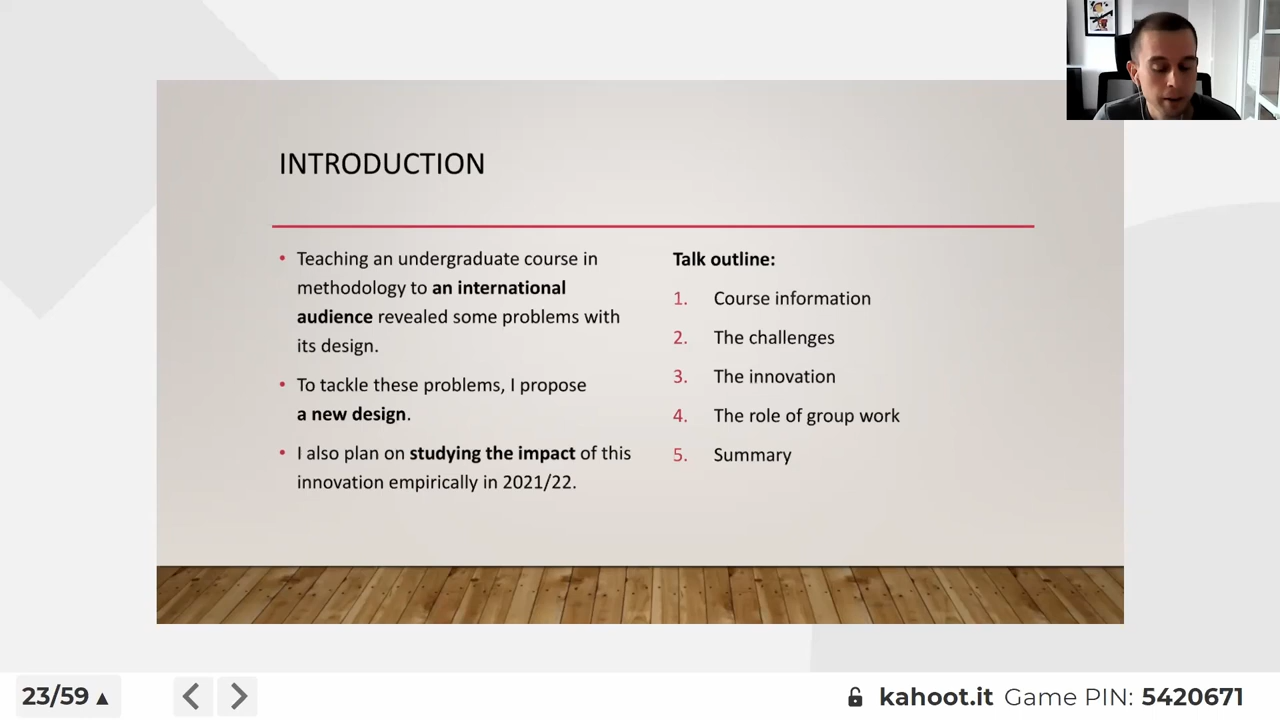 INTRODUCTION
• Teaching an undergraduate course in
methodology to an international
audience revealed some problems with
its design.
• To tackle these problems, I propose
a new design.
• I also plan on studying the impact of this
innovation empirically in 2021/22.
Talk outline:
1. Course information
2. The challenges
3. The innovation
4. The role of group work
5. Summary
23/59 ▲
kahoot.it Game PIN: 5420671